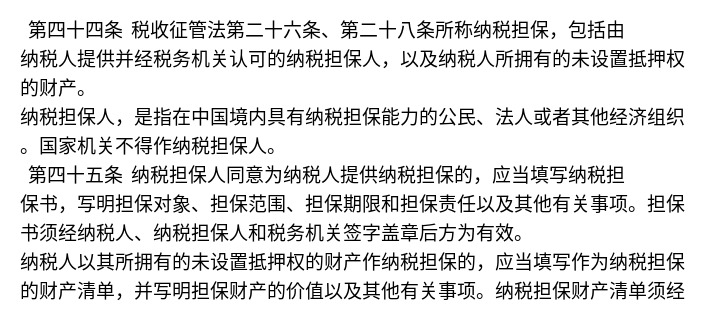 第四十四条 税收征管法第二十六条、第二十八条所称纳税担保，包括由
纳税人提供并经税务机关认可的纳税担保人，以及纳税人所拥有的未设置抵押权
的财产。
纳税担保人，是指在中国境内具有纳税担保能力的公民、法人或者其他经济组织
。国家机关不得作纳税担保人。
第四十五条 纳税担保人同意为纳税人提供纳税担保的，应当填写纳税担
保书，写明担保对象、担保范围、担保期限和担保责任以及其他有关事项。担保
书须经纳税人、纳税担保人和税务机关签字盖章后方为有效。
纳税人以其所拥有的未设置抵押权的财产作纳税担保的，应当填写作为纳税担保
的财产清单，并写明担保财产的价值以及其他有关事项。纳税担保财产清单须经